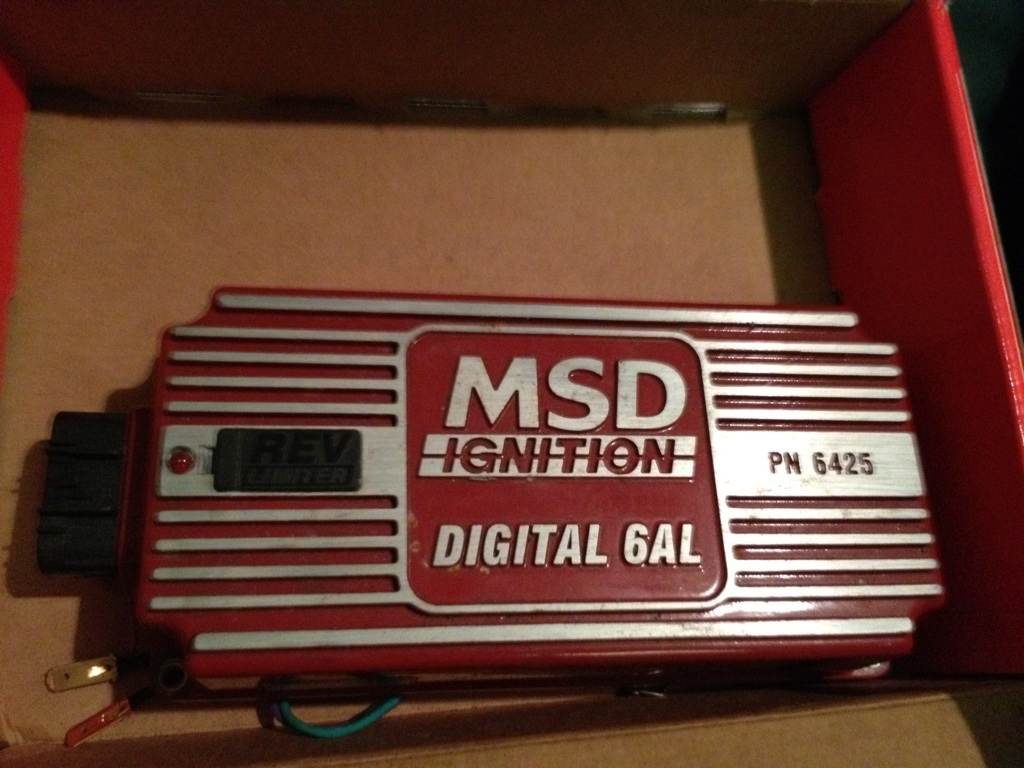 MSD
IGNITION
REV
LIMITER
PN 6425
DIGITAL 6AL